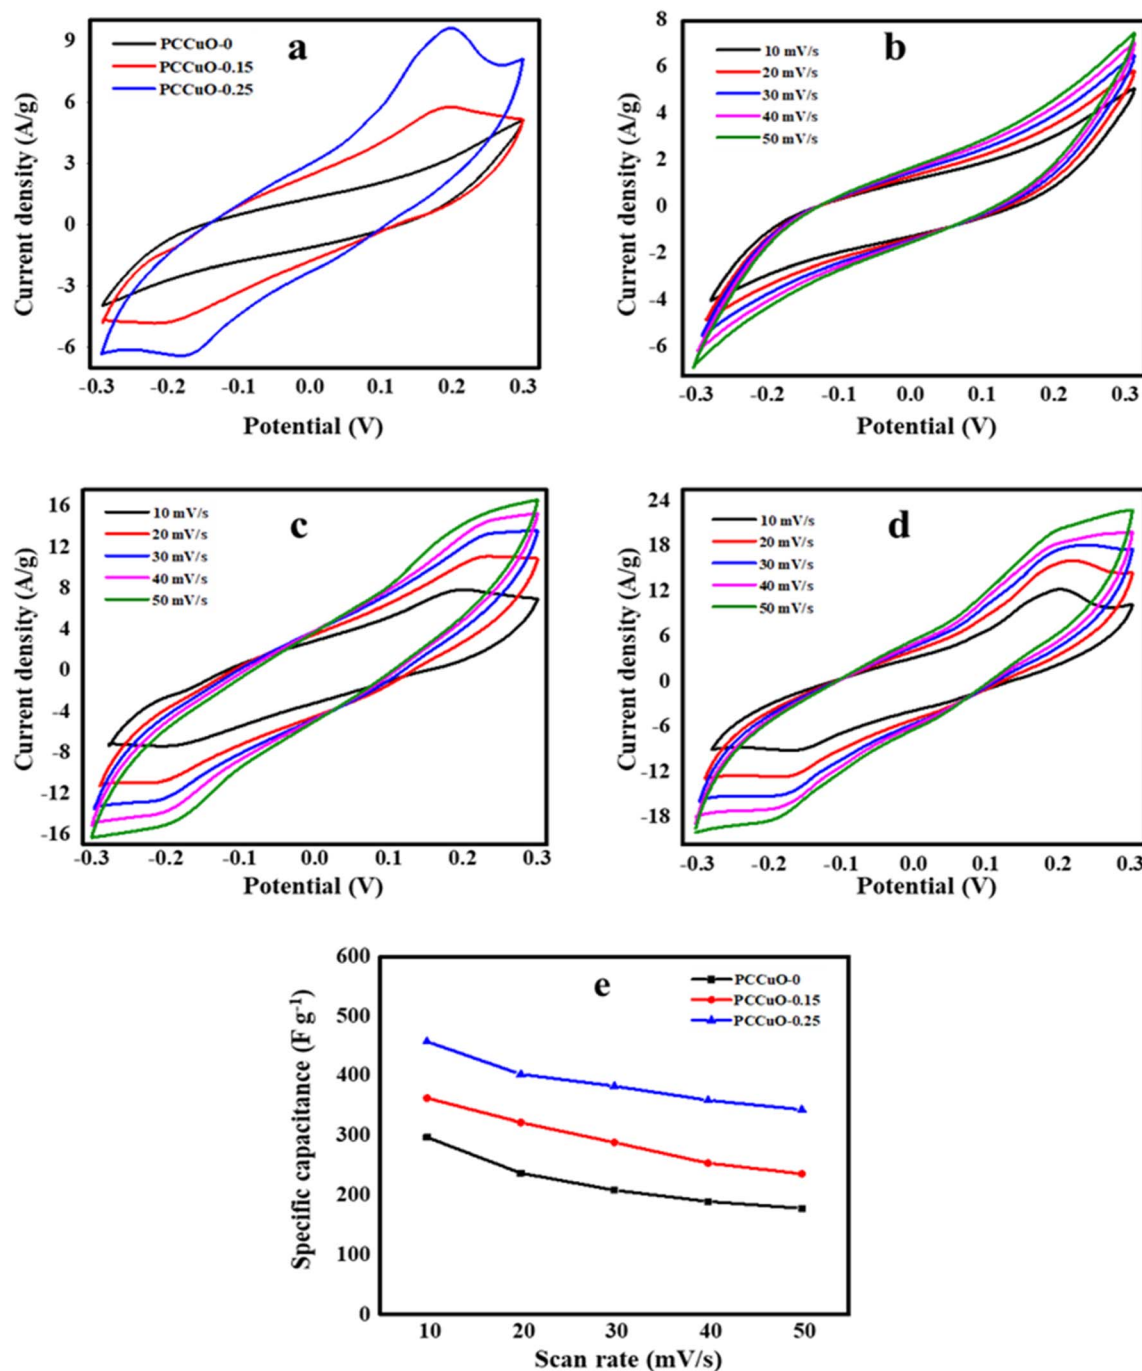 a
PCCuO-0
PCCuO-0.15
PCCuO-0.25
9
6
3
0
-3
-6
Current density (A/g)
-0.3 -0.2 -0.1 0.0 0.1 0.2 0.3
Potential (V)
b
10 mV/s
20 mV/s
30 mV/s
40 mV/s
50 mV/s
8
6
4
2
0
-2
-4
-6
Current density (A/g)
-0.3 -0.2 -0.1 0.0 0.1 0.2 0.3
Potential (V)
c
10 mV/s
20 mV/s
30 mV/s
40 mV/s
50 mV/s
16
12
8
4
0
-4
-8
-12
-16
Current density (A/g)
-0.3 -0.2 -0.1 0.0 0.1 0.2 0.3
Potential (V)
d
10 mV/s
20 mV/s
30 mV/s
40 mV/s
50 mV/s
24
18
12
6
0
-6
-12
-18
Current density (A/g)
-0.3 -0.2 -0.1 0.0 0.1 0.2 0.3
Potential (V)
e
PCCuO-0
PCCuO-0.15
PCCuO-0.25
600
500
400
300
200
100
0
Specific capacitance (F g⁻¹)
10 20 30 40 50
Scan rate (mV/s)